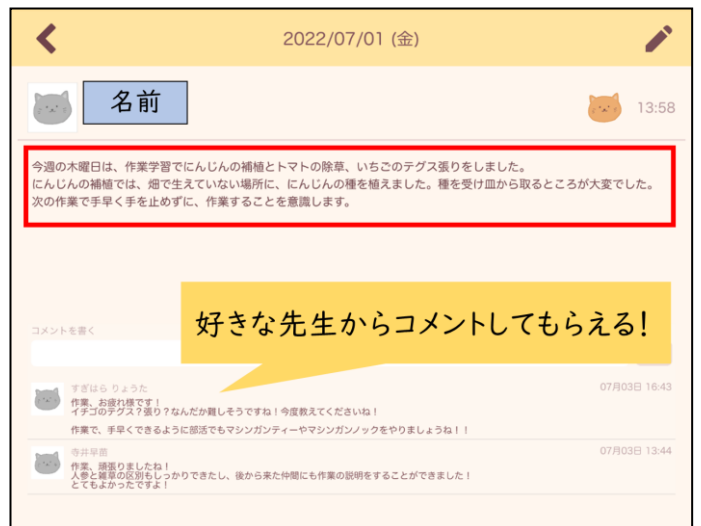 2022/07/01 (金)
名前
13:58
今週の木曜日は、作業学習でにんじんの補植とトマトの除草、いちごのテグス張りをしました。
にんじんの補植では、畑で生えていない場所に、にんじんの種を植えました。種を受け皿から取るところが大変でした。
次の作業で手早く手を止めずに、作業することを意識します。
好きな先生からコメントしてもらえる!
コメントを書く
すぎはら りょうた
07月03日 16:43
作業、お疲れ様です！
イチゴのテグス？張り？なんだか難しそうですね！今度教えてくださいね！
作業で、手早くできるように部活でもマシンガンティーやマシンガンノックをやりましょうね！！
寺井早苗
07月03日 13:44
作業、頑張りましたね！
人参と雑草の区別もしっかりできたし、後から来た仲間にも作業の説明をすることができました！
とてもよかったですよ！